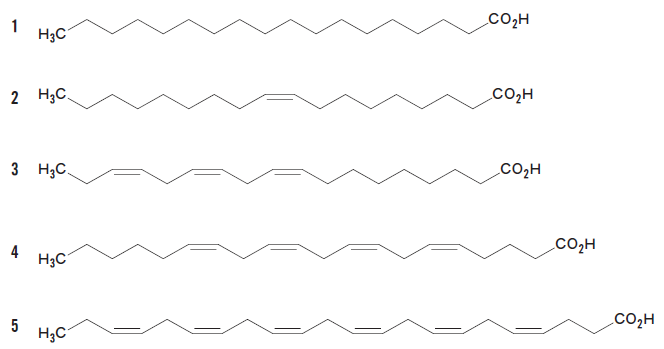 1 H₃C CO₂H
2 H₃C CO₂H
3 H₃C CO₂H
4 H₃C CO₂H
5 H₃C CO₂H